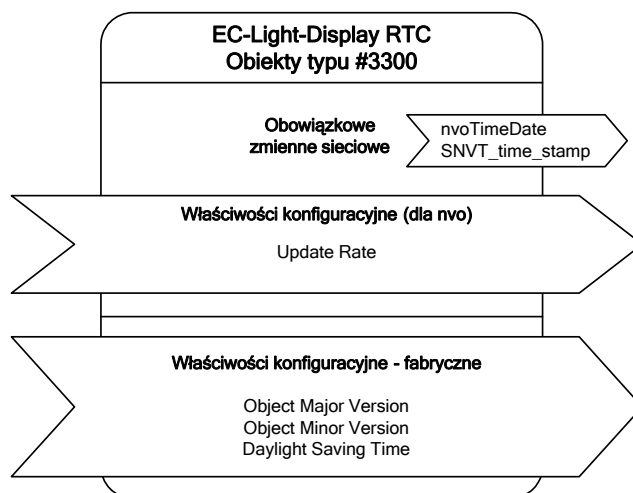 EC-Light-Display RTC
Obiekty typu #3300
Obowiązkowe
zmienne sieciowe
nvoTimeDate
SNVT_time_stamp
Właściwości konfiguracyjne (dla nvo)
Update Rate
Właściwości konfiguracyjne - fabryczne
Object Major Version
Object Minor Version
Daylight Saving Time